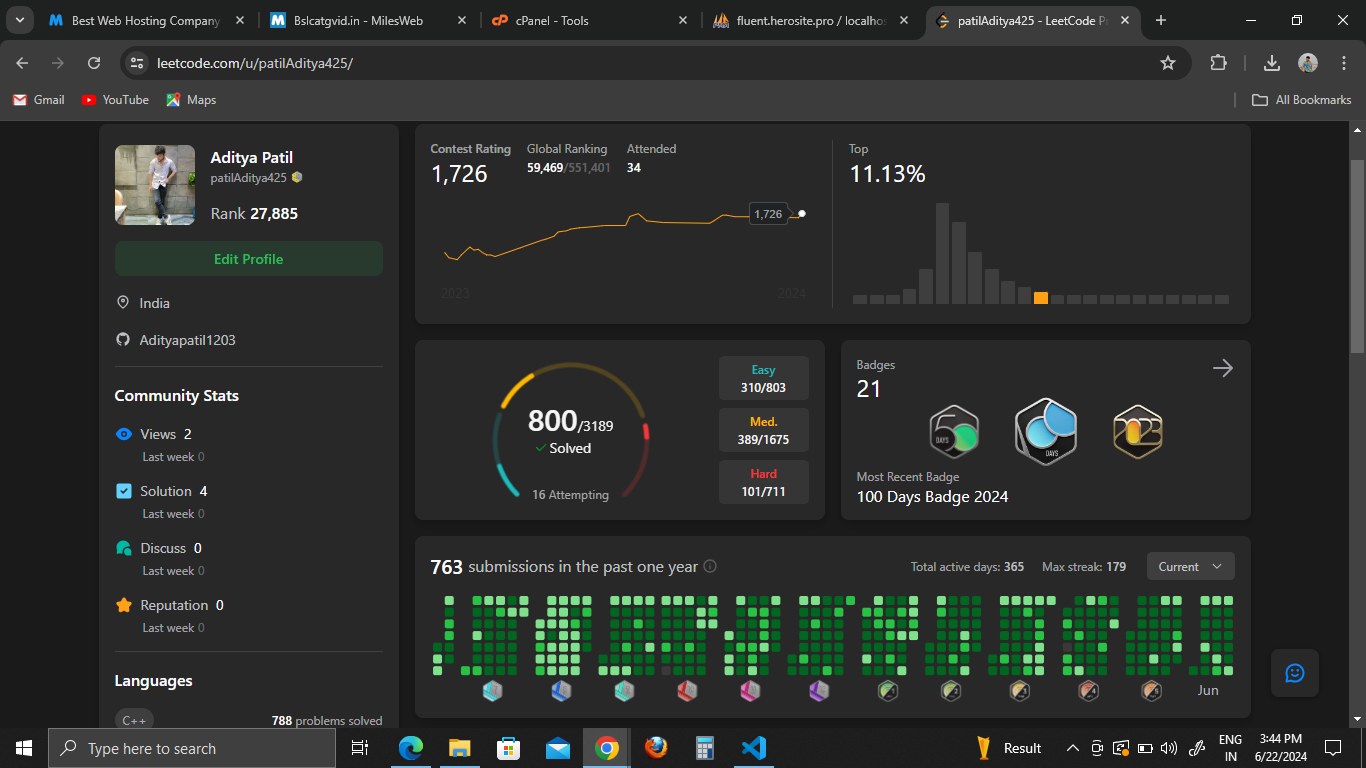 Best Web Hosting Company
Bslcatgvid.in - MilesWeb
cPanel - Tools
fluent.herosite.pro / localhos
patilAditya425 - LeetCode Pr
leetcode.com/u/patilAditya425/
Gmail
YouTube
Maps
All Bookmarks
Aditya Patil
patilAditya425
Rank 27,885
Edit Profile
India
Adityapatil1203
Community Stats
Views 2
Last week 0
Solution 4
Last week 0
Discuss 0
Last week 0
Reputation 0
Last week 0
Languages
C++
788 problems solved
Contest Rating
1,726
Global Ranking
59,469/551,401
Attended
34
1,726
2023
2024
Top
11.13%
800/3189
Solved
16 Attempting
Easy
310/803
Med.
389/1675
Hard
101/711
Badges
21
DAYS
DAYS
Most Recent Badge
100 Days Badge 2024
763 submissions in the past one year
Total active days: 365
Max streak: 179
Current
Jun
Type here to search
Result
ENG
IN
3:44 PM
6/22/2024